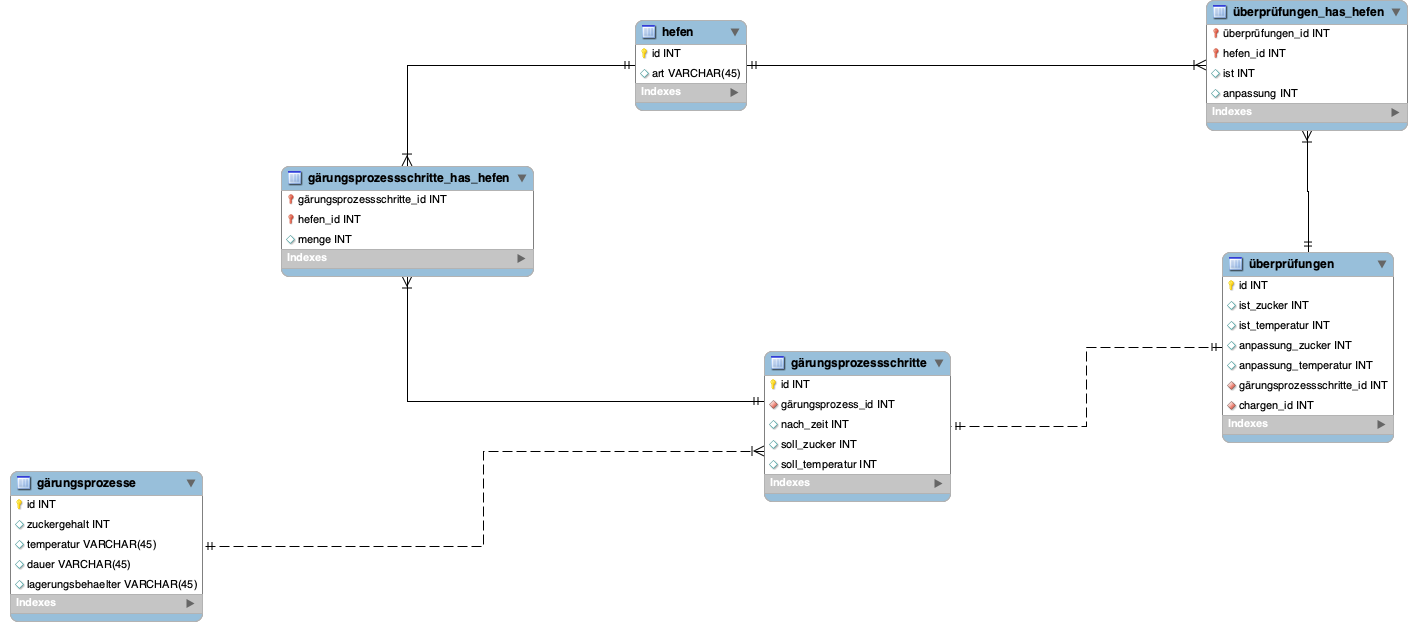 hefen
id INT
art VARCHAR(45)
Indexes
überprüfungen_has_hefen
überprüfungen_id INT
hefen_id INT
ist INT
anpassung INT
Indexes
gärungsprozessschritte_has_hefen
gärungsprozessschritte_id INT
hefen_id INT
menge INT
Indexes
überprüfungen
id INT
ist_zucker INT
ist_temperatur INT
anpassung_zucker INT
anpassung_temperatur INT
gärungsprozessschritte_id INT
chargen_id INT
Indexes
gärungsprozessschritte
id INT
gärungsprozess_id INT
nach_zeit INT
soll_zucker INT
soll_temperatur INT
Indexes
gärungsprozesse
id INT
zuckergehalt INT
temperatur VARCHAR(45)
dauer VARCHAR(45)
lagerungsbehaelter VARCHAR(45)
Indexes